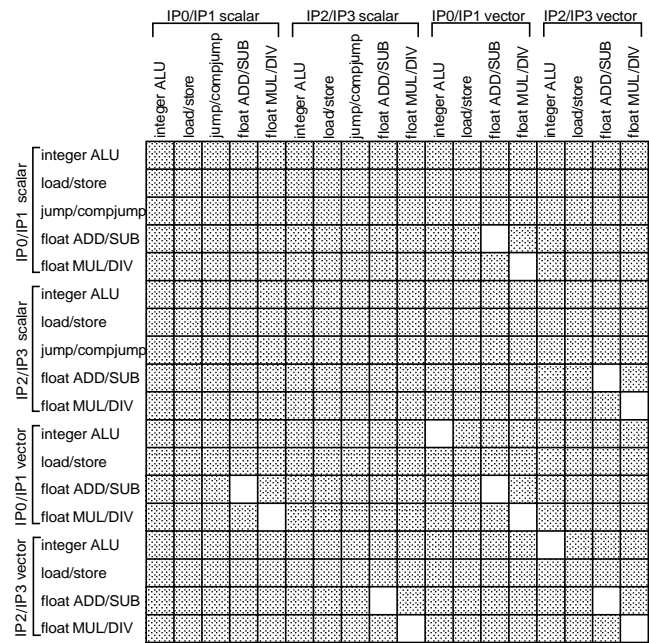 IP0/IP1 scalar IP2/IP3 scalar IP0/IP1 vector IP2/IP3 vector
integer ALU
load/store
jump/compjump
float ADD/SUB
float MUL/DIV
integer ALU
load/store
jump/compjump
float ADD/SUB
float MUL/DIV
integer ALU
load/store
float ADD/SUB
float MUL/DIV
integer ALU
load/store
float ADD/SUB
float MUL/DIV
IP0/IP1 scalar
integer ALU
load/store
jump/compjump
float ADD/SUB
float MUL/DIV
IP2/IP3 scalar
integer ALU
load/store
jump/compjump
float ADD/SUB
float MUL/DIV
IP0/IP1 vector
integer ALU
load/store
float ADD/SUB
float MUL/DIV
IP2/IP3 vector
integer ALU
load/store
float ADD/SUB
float MUL/DIV